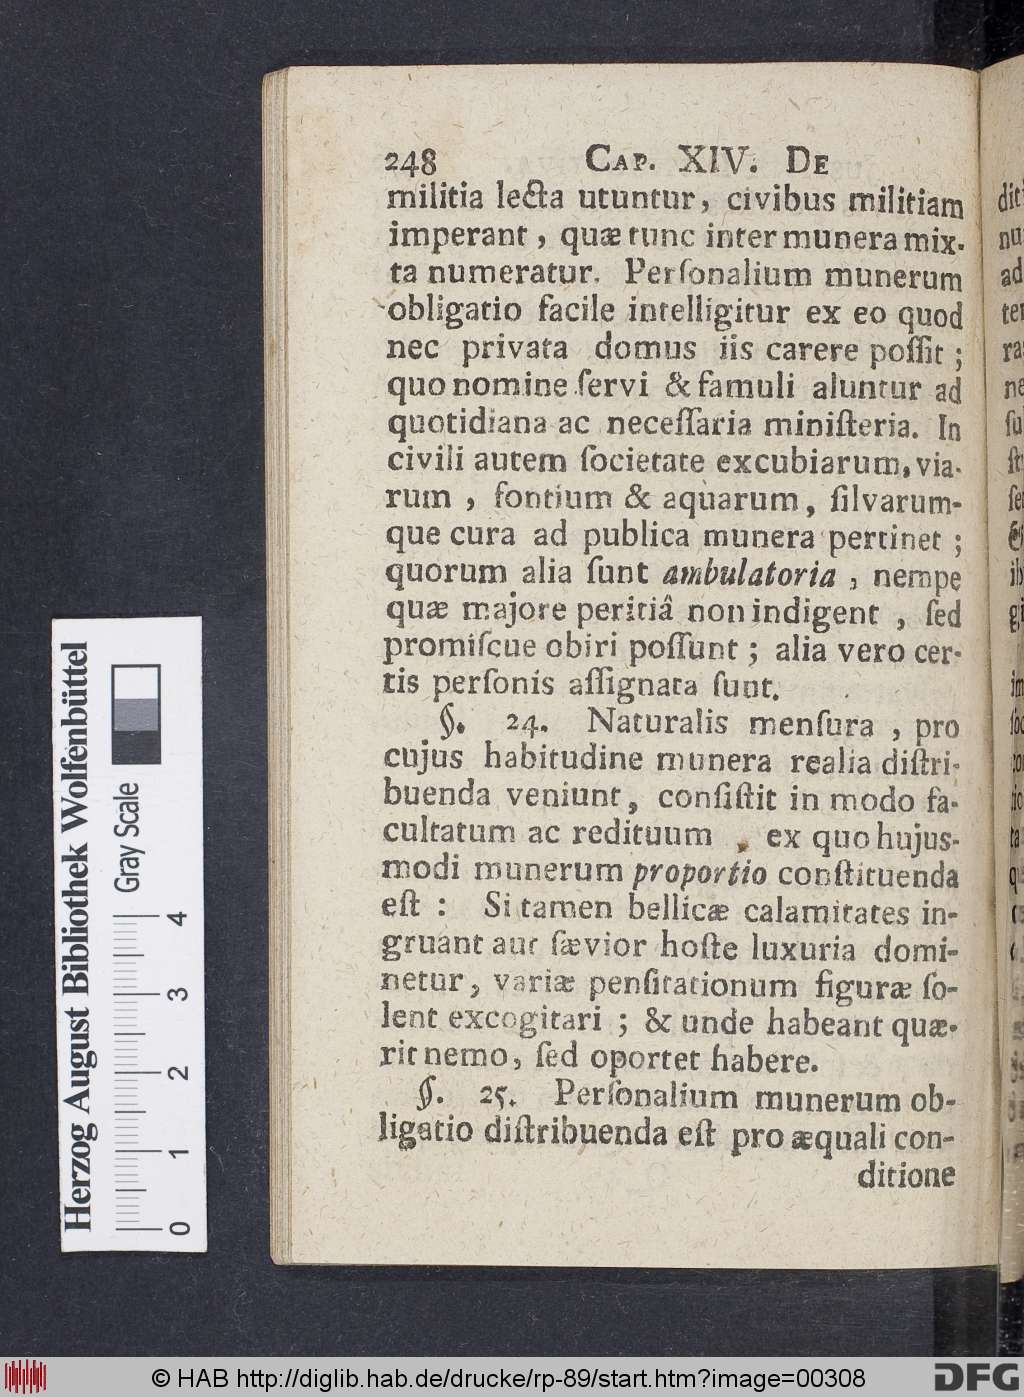 248 CAP. XIV. DE
militia lecta utuntur, civibus militiam
imperant, quæ tunc inter munera mix-
ta numeratur. Perſonalium munerum
obligatio facile intelligitur ex eo quod
nec privata domus iis carere poſſit;
quo nomine ſervi & famuli aluntur ad
quotidiana ac neceſſaria miniſteria. In
civili autem ſocietate excubiarum, via-
rum, fontium & aquarum, ſilvarum-
que cura ad publica munera pertinet;
quorum alia ſunt ambulatoria, nempe
quæ majore peritiâ non indigent, ſed
promiſcue obiri poſſunt; alia vero cer-
tis perſonis aſſignata ſunt.
§. 24. Naturalis menſura, pro
cujus habitudine munera realia diſtri-
buenda veniunt, conſiſtit in modo fa-
cultatum ac redituum, ex quo hujus-
modi munerum proportio conſtituenda
eſt: Si tamen bellicæ calamitates in-
gruant aut ſævior hoſte luxuria domi-
netur, variæ penſitationum figuræ ſo-
lent excogitari; & unde habeant quæ-
rit nemo, ſed oportet habere.
§. 25. Perſonalium munerum ob-
ligatio diſtribuenda eſt pro æquali con-
ditione
Herzog August Bibliothek Wolfenbüttel
Gray Scale
0 1 2 3 4
© HAB http://diglib.hab.de/drucke/rp-89/start.htm?image=00308
DFG